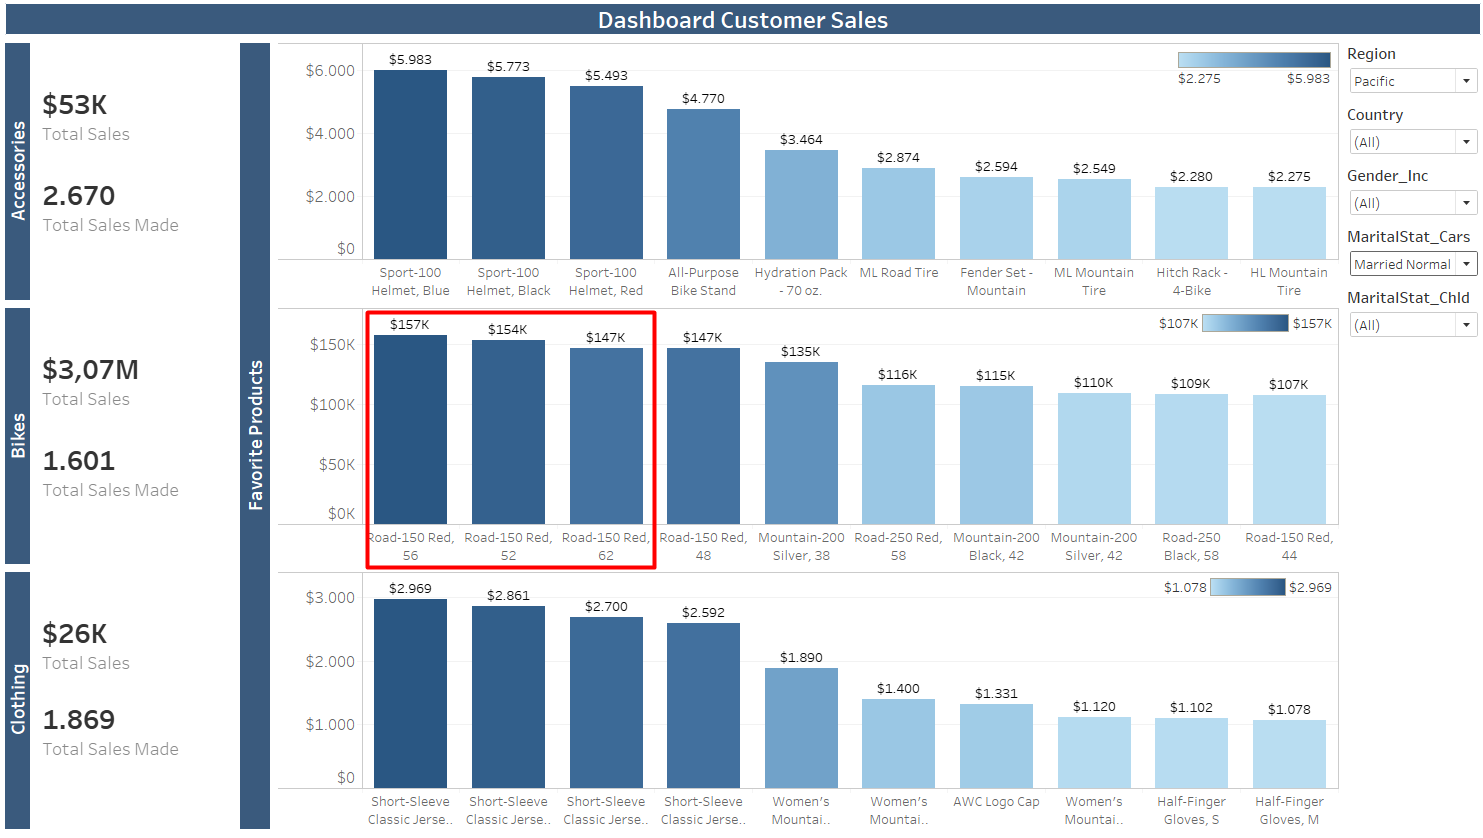 Dashboard Customer Sales
Accessories
$53K
Total Sales
2.670
Total Sales Made
Bikes
$3,07M
Total Sales
1.601
Total Sales Made
Clothing
$26K
Total Sales
1.869
Total Sales Made
Favorite Products
$6.000
$4.000
$2.000
$0
$5.983
$5.773
$5.493
$4.770
$3.464
$2.874
$2.594
$2.549
$2.280
$2.275
$2.275 $5.983
Sport-100
Helmet, Blue
Sport-100
Helmet, Black
Sport-100
Helmet, Red
All-Purpose
Bike Stand
Hydration Pack
- 70 oz.
ML Road Tire
Fender Set -
Mountain
ML Mountain
Tire
Hitch Rack -
4-Bike
HL Mountain
Tire
$150K
$100K
$50K
$0K
$157K
$154K
$147K
$147K
$135K
$116K
$115K
$110K
$109K
$107K
$107K $157K
Road-150 Red,
56
Road-150 Red,
52
Road-150 Red,
62
Road-150 Red,
48
Mountain-200
Silver, 38
Road-250 Red,
58
Mountain-200
Black, 42
Mountain-200
Silver, 42
Road-250
Black, 58
Road-150 Red,
44
$3.000
$2.000
$1.000
$0
$2.969
$2.861
$2.700
$2.592
$1.890
$1.400
$1.331
$1.120
$1.102
$1.078
$1.078 $2.969
Short-Sleeve
Classic Jerse..
Short-Sleeve
Classic Jerse..
Short-Sleeve
Classic Jerse..
Short-Sleeve
Classic Jerse..
Women's
Mountai..
Women's
Mountai..
AWC Logo Cap
Women's
Mountai..
Half-Finger
Gloves, S
Half-Finger
Gloves, M
Region
Pacific
Country
(All)
Gender_Inc
(All)
MaritalStat_Cars
Married Normal
MaritalStat_Chld
(All)